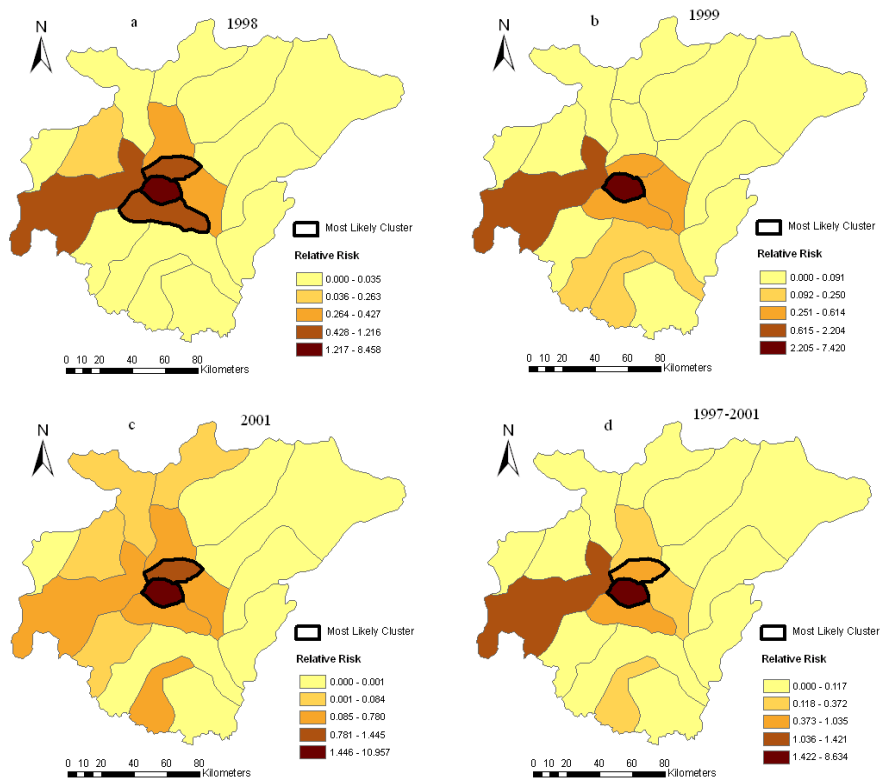 a 1998
N
Most Likely Cluster
Relative Risk
0.000 - 0.035
0.036 - 0.263
0.264 - 0.427
0.428 - 1.216
1.217 - 8.458
0 10 20 40 60 80
Kilometers
b 1999
N
Most Likely Cluster
Relative Risk
0.000 - 0.091
0.092 - 0.250
0.251 - 0.614
0.615 - 2.204
2.205 - 7.420
0 10 20 40 60 80
Kilometers
c 2001
N
Most Likely Cluster
Relative Risk
0.000 - 0.001
0.001 - 0.084
0.085 - 0.780
0.781 - 1.445
1.446 - 10.957
0 10 20 40 60 80
Kilometers
d 1997-2001
N
Most Likely Cluster
Relative Risk
0.000 - 0.117
0.118 - 0.372
0.373 - 1.035
1.036 - 1.421
1.422 - 8.634
0 10 20 40 60 80
Kilometers